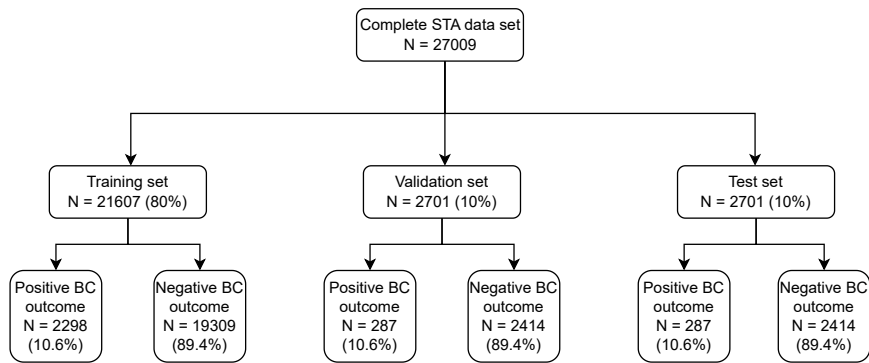 Complete STA data set
N = 27009
Training set
N = 21607 (80%)
Validation set
N = 2701 (10%)
Test set
N = 2701 (10%)
Positive BC
outcome
N = 2298
(10.6%)
Negative BC
outcome
N = 19309
(89.4%)
Positive BC
outcome
N = 287
(10.6%)
Negative BC
outcome
N = 2414
(89.4%)
Positive BC
outcome
N = 287
(10.6%)
Negative BC
outcome
N = 2414
(89.4%)